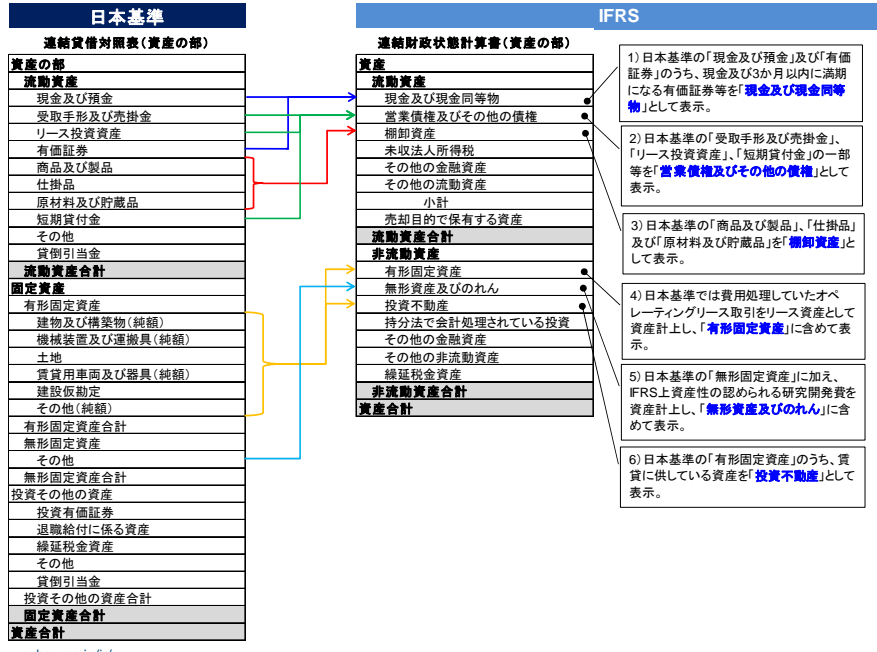 日本基準
IFRS
連結貸借対照表(資産の部)
資産の部
流動資産
現金及び預金
受取手形及び売掛金
リース投資資産
有価証券
商品及び製品
仕掛品
原材料及び貯蔵品
短期貸付金
その他
貸倒引当金
流動資産合計
固定資産
有形固定資産
建物及び構築物(純額)
機械装置及び運搬具(純額)
土地
賃貸用車両及び器具(純額)
建設仮勘定
その他(純額)
有形固定資産合計
無形固定資産
その他
無形固定資産合計
投資その他の資産
投資有価証券
退職給付に係る資産
繰延税金資産
その他
貸倒引当金
投資その他の資産合計
固定資産合計
資産合計
連結財政状態計算書(資産の部)
資産
流動資産
現金及び現金同等物
営業債権及びその他の債権
棚卸資産
未収法人所得税
その他の金融資産
その他の流動資産
小計
売却目的で保有する資産
流動資産合計
非流動資産
有形固定資産
無形資産及びのれん
投資不動産
持分法で会計処理されている投資
その他の金融資産
その他の非流動資産
繰延税金資産
非流動資産合計
資産合計
1)日本基準の「現金及び預金」及び「有価
証券」のうち、現金及び3か月以内に満期
になる有価証券等を「現金及び現金同等
物」として表示。
2)日本基準の「受取手形及び売掛金」、
「リース投資資産」、「短期貸付金」の一部
等を「営業債権及びその他の債権」として
表示。
3)日本基準の「商品及び製品」、「仕掛品」
及び「原材料及び貯蔵品」を「棚卸資産」と
して表示。
4)日本基準では費用処理していたオペ
レーティングリース取引をリース資産として
資産計上し、「有形固定資産」に含めて表
示。
5)日本基準の「無形固定資産」に加え、
IFRS上資産性の認められる研究開発費を
資産計上し、「無形資産及びのれん」に含
めて表示。
6)日本基準の「有形固定資産」のうち、賃
貸に供している資産を「投資不動産」として
表示。